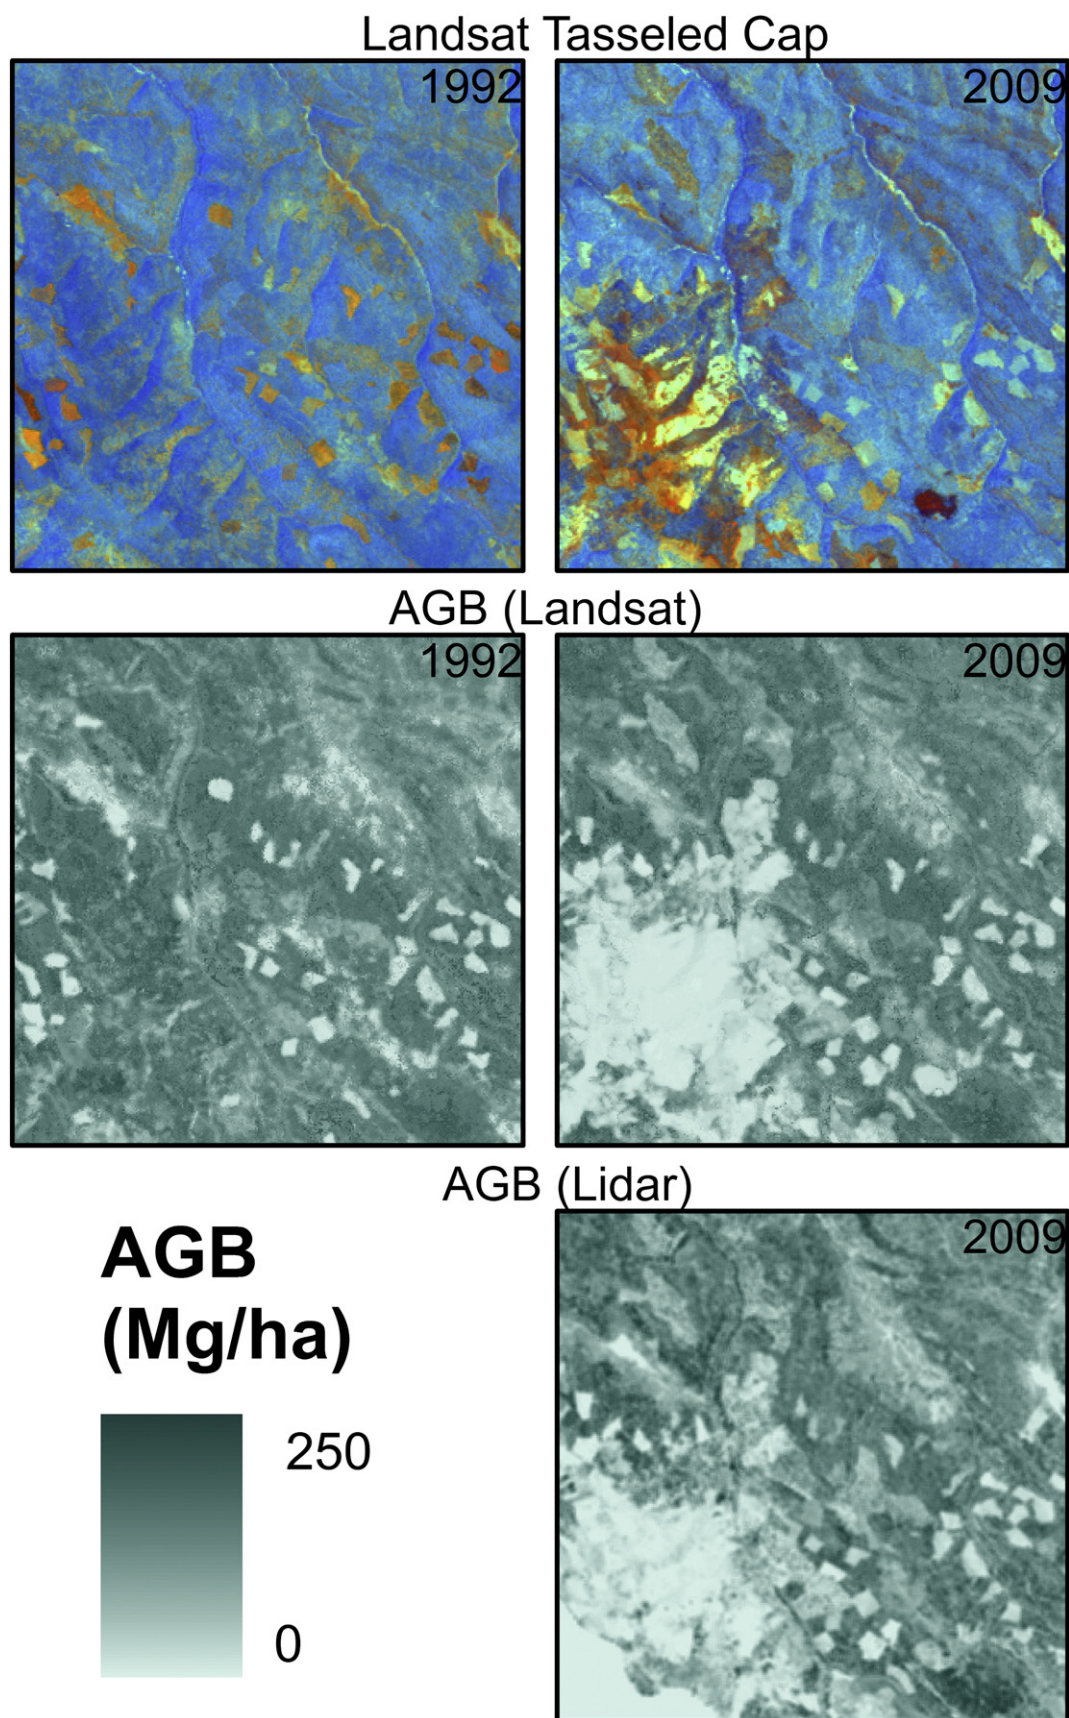 Landsat Tasseled Cap
1992
2009
AGB (Landsat)
1992
2009
AGB (Lidar)
2009
AGB
(Mg/ha)
250
0